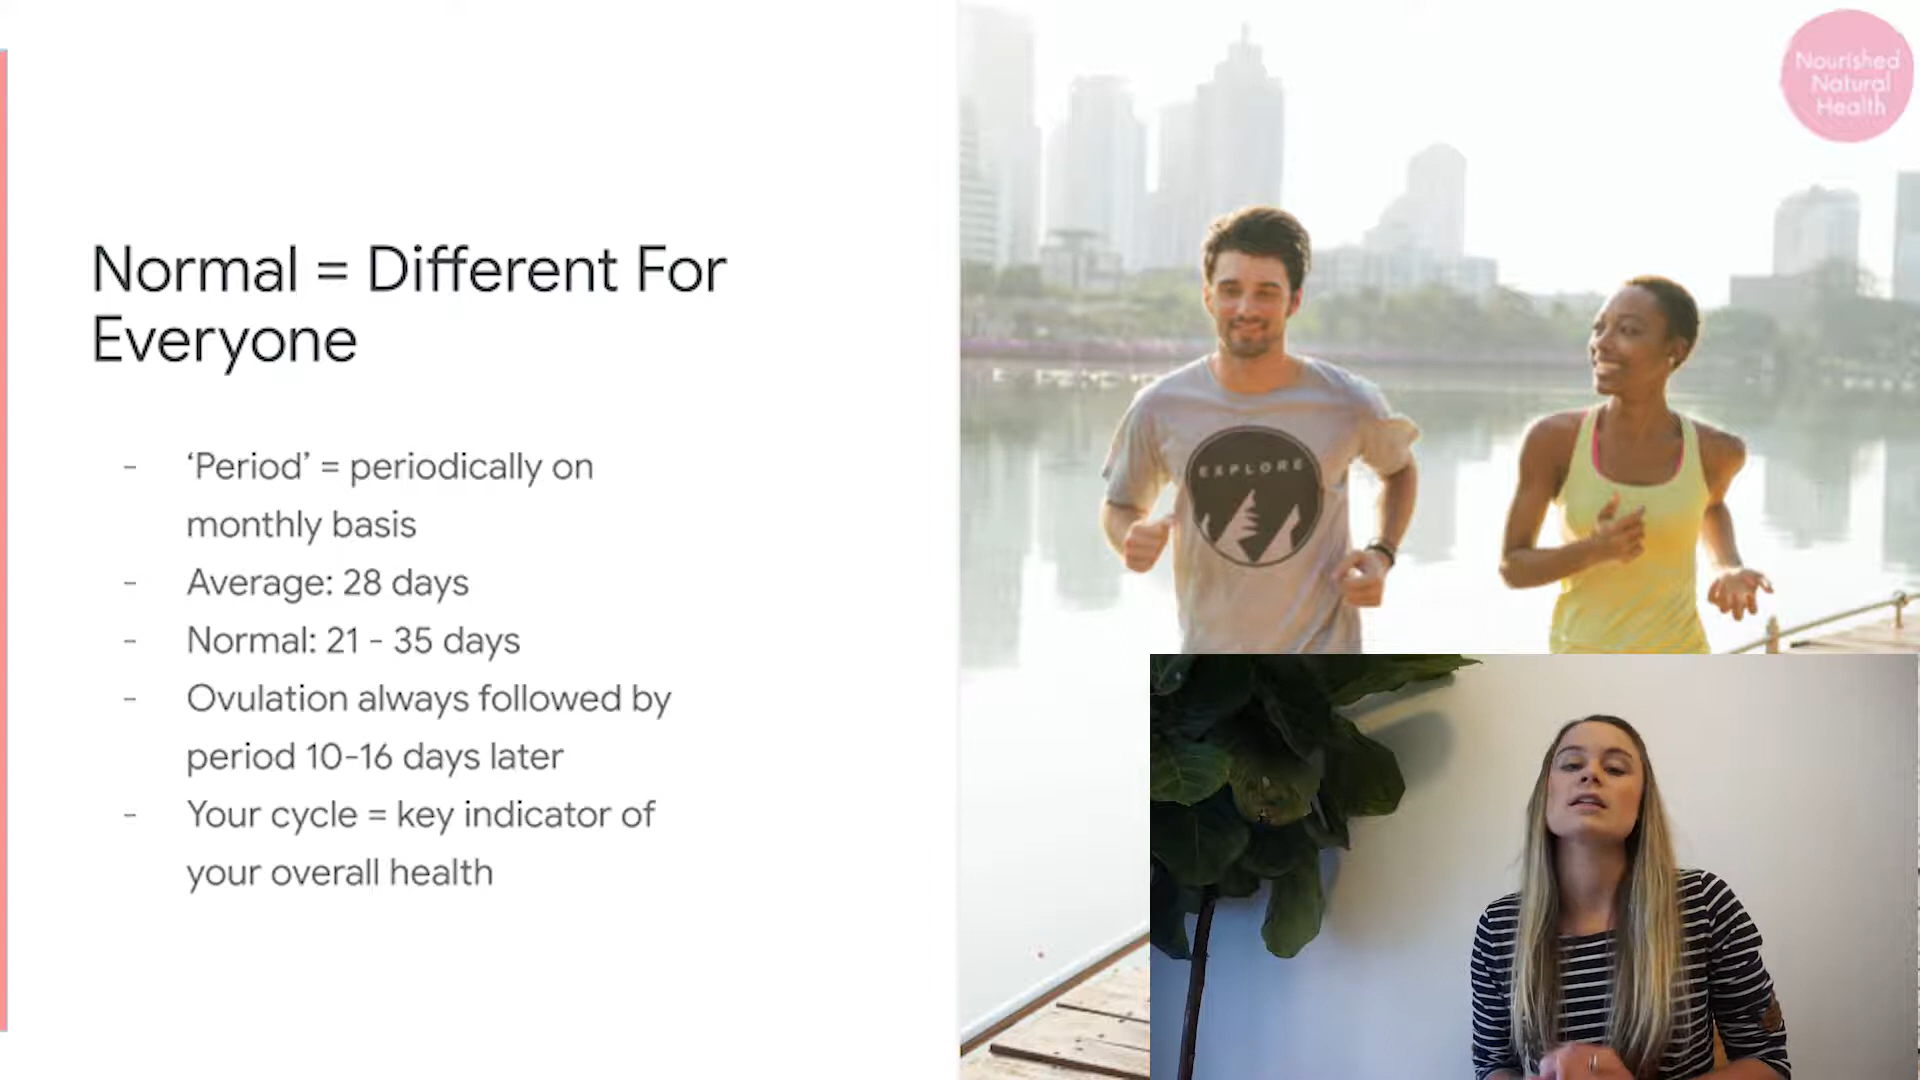 Normal = Different For
Everyone
- ‘Period’ = periodically on
monthly basis
- Average: 28 days
- Normal: 21 - 35 days
- Ovulation always followed by
period 10-16 days later
- Your cycle = key indicator of
your overall health
Nourished
Natural
Health
EXPLORE